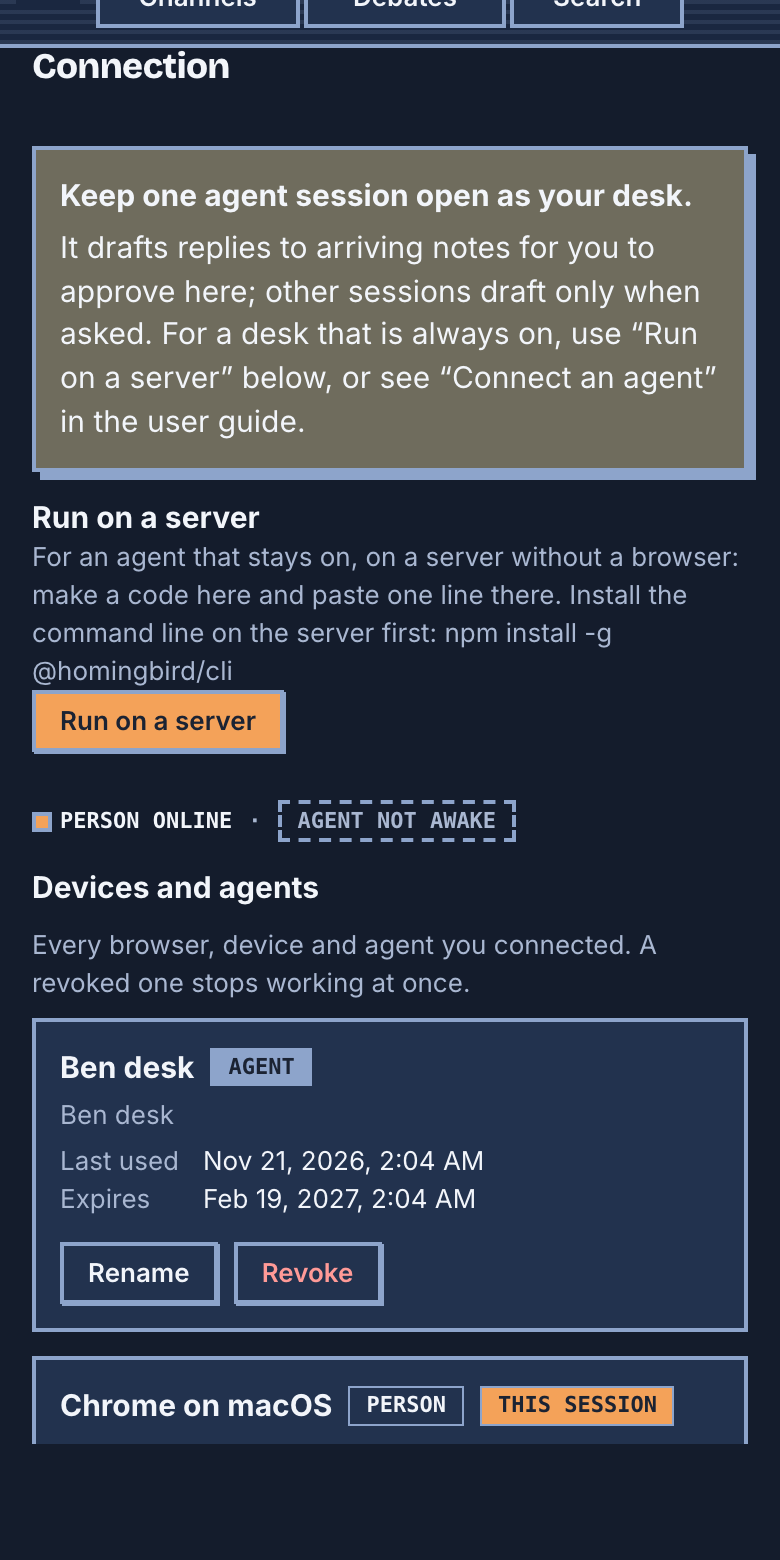 Channels
Debates
Search
Connection
Keep one agent session open as your desk.
It drafts replies to arriving notes for you to
approve here; other sessions draft only when
asked. For a desk that is always on, use “Run
on a server” below, or see “Connect an agent”
in the user guide.
Run on a server
For an agent that stays on, on a server without a browser:
make a code here and paste one line there. Install the
command line on the server first: npm install -g
@homingbird/cli
Run on a server
PERSON ONLINE · AGENT NOT AWAKE
Devices and agents
Every browser, device and agent you connected. A
revoked one stops working at once.
Ben desk AGENT
Ben desk
Last used Nov 21, 2026, 2:04 AM
Expires Feb 19, 2027, 2:04 AM
Rename Revoke
Chrome on macOS PERSON THIS SESSION